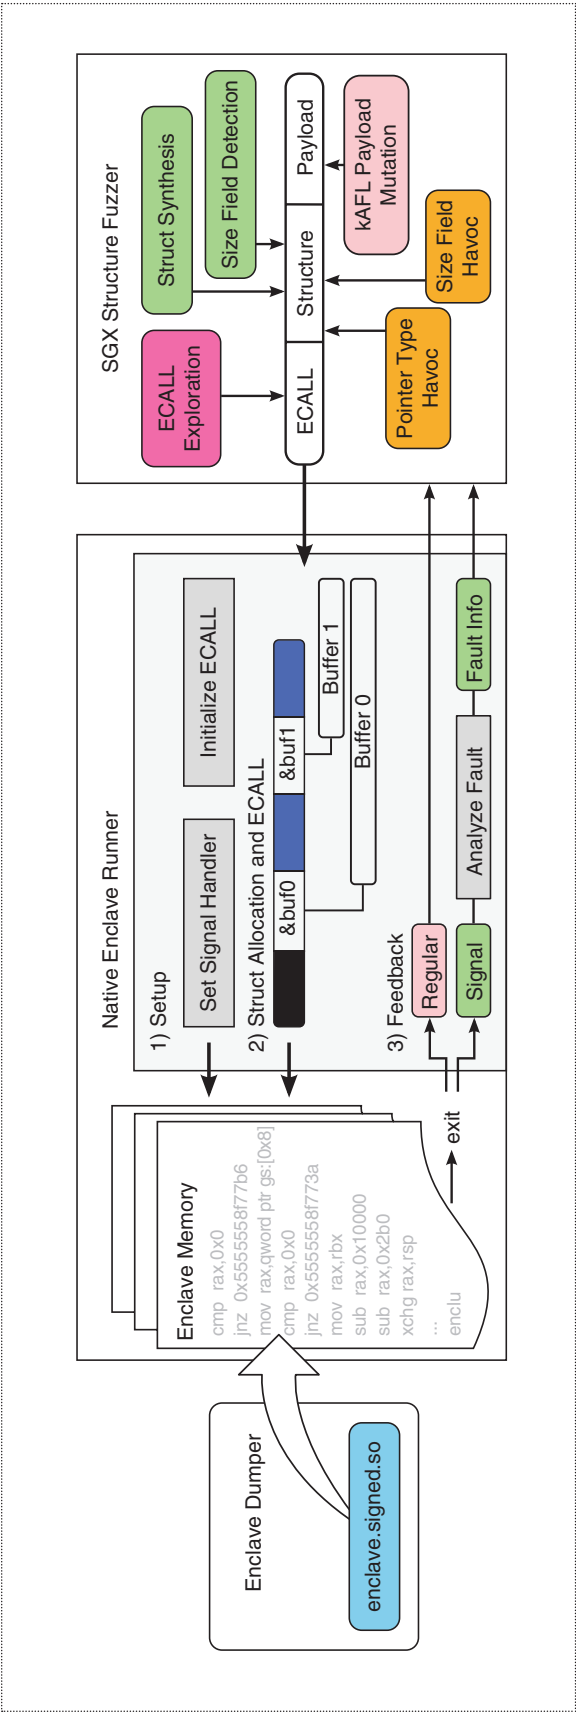 Enclave Dumper
enclave.signed.so
Native Enclave Runner
Enclave Memory
cmp rax,0x0
jnz 0x5555558f77b6
mov rax,qword ptr gs:[0x8]
cmp rax,0x0
jnz 0x5555558f773a
mov rax,rbx
sub rax,0x10000
sub rax,0x2b0
xchg rax,rsp
...
enclu
exit
1) Setup
Set Signal Handler
Initialize ECALL
2) Struct Allocation and ECALL
&buf0
&buf1
Buffer 1
Buffer 0
3) Feedback
Regular
Signal
Analyze Fault
Fault Info
SGX Structure Fuzzer
ECALL
Exploration
Struct Synthesis
Size Field Detection
ECALL
Structure
Payload
Pointer Type
Havoc
Size Field
Havoc
kAFL Payload
Mutation